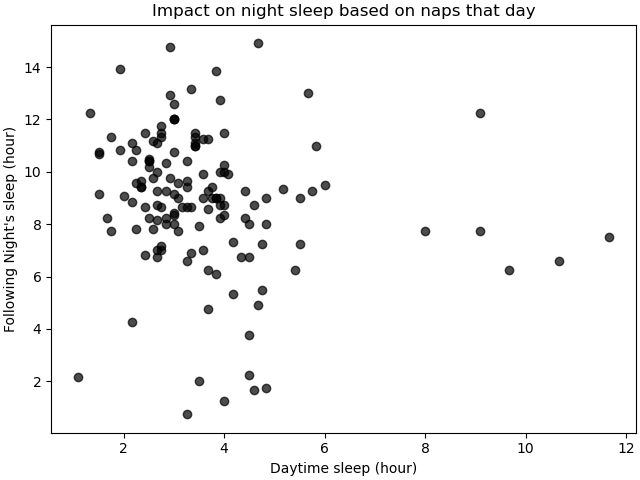 Impact on night sleep based on naps that day
Following Night's sleep (hour)
14
12
10
8
6
4
2
2 4 6 8 10 12
Daytime sleep (hour)